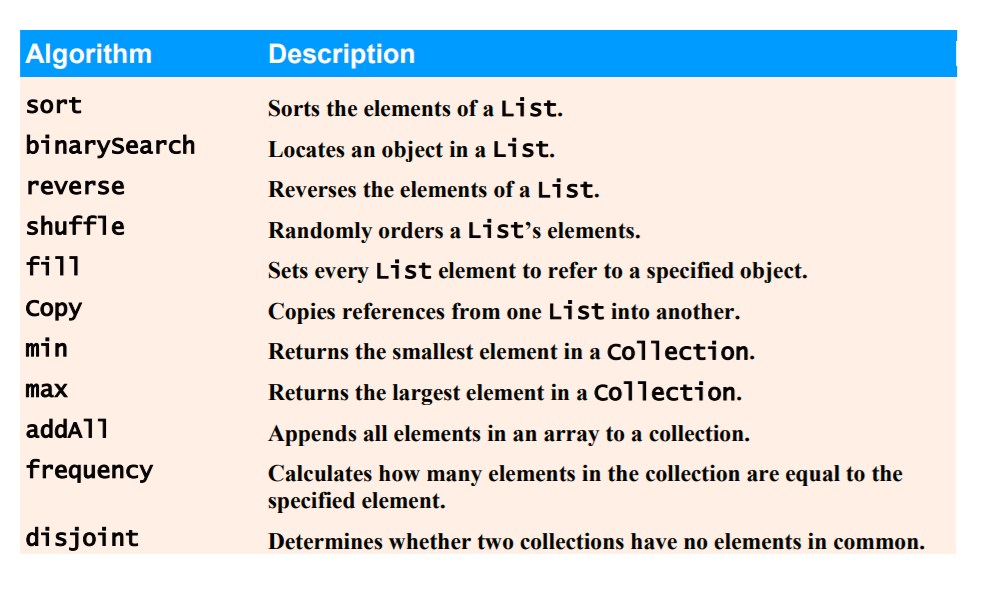 Algorithm Description
sort Sorts the elements of a List.
binarySearch Locates an object in a List.
reverse Reverses the elements of a List.
shuffle Randomly orders a List’s elements.
fill Sets every List element to refer to a specified object.
Copy Copies references from one List into another.
min Returns the smallest element in a Collection.
max Returns the largest element in a Collection.
addAll Appends all elements in an array to a collection.
frequency Calculates how many elements in the collection are equal to the
specified element.
disjoint Determines whether two collections have no elements in common.